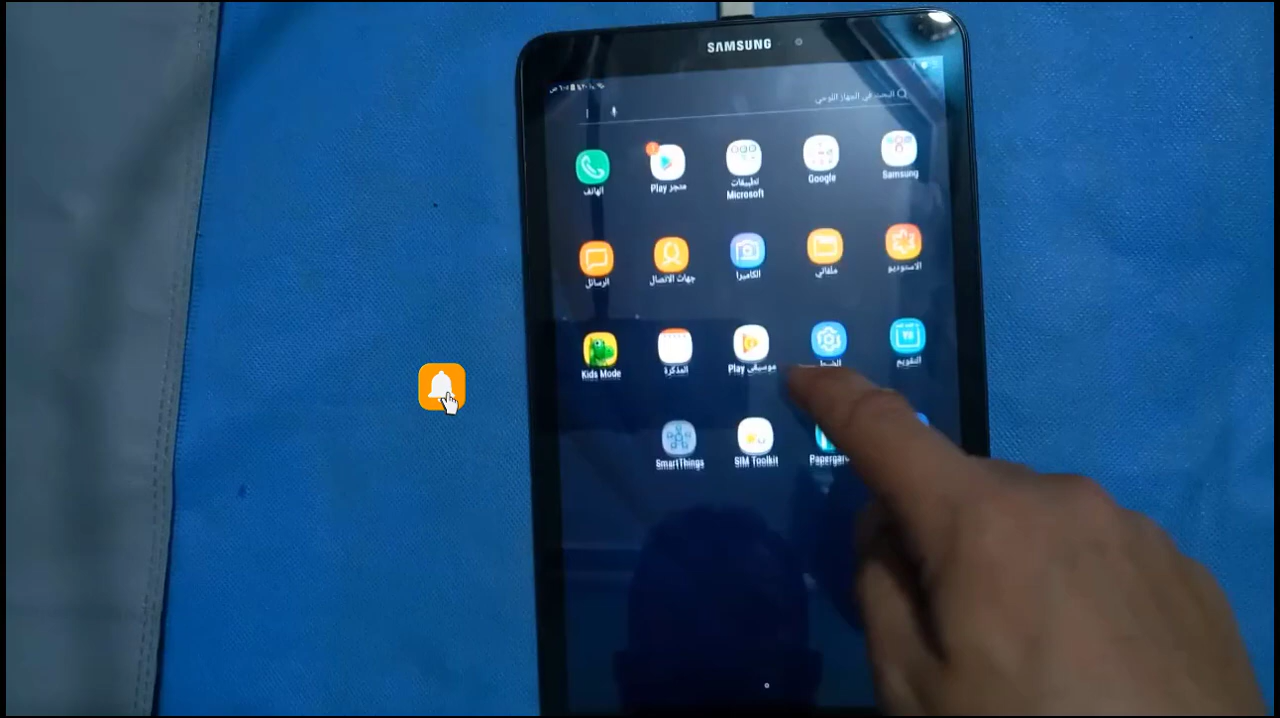 SAMSUNG
البحث في الجهاز اللوحي
Samsung
Google
تطبيقات
Microsoft
متجر Play
الهاتف
الاستوديو
ملفاتي
الكاميرا
جهات الاتصال
الرسائل
التقويم
موسيقى Play
المذكرة
Kids Mode
SIM Toolkit
SmartThings